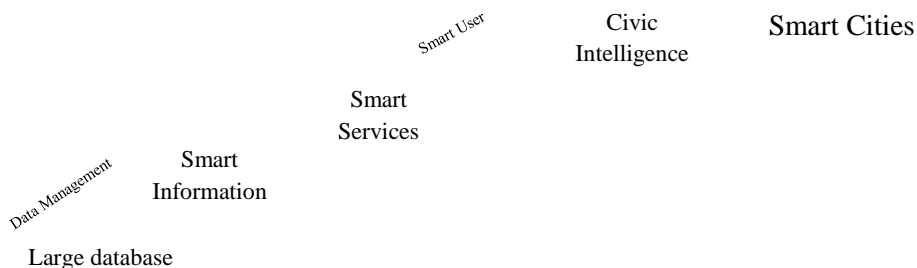 Smart User
Civic
Intelligence
Smart Cities
Smart
Services
Data Management
Smart
Information
Large database